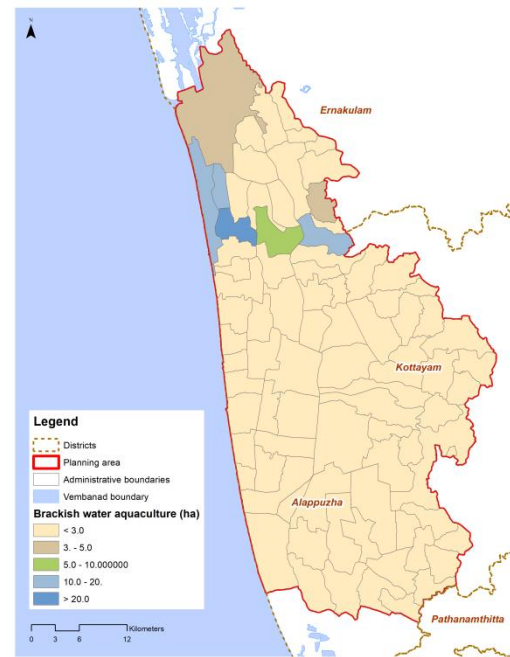 N
Ernakulam
Kottayam
Alappuzha
Pathanamthitta
Legend
Districts
Planning area
Administrative boundaries
Vembanad boundary
Brackish water aquaculture (ha)
< 3.0
3. - 5.0
5.0 - 10.000000
10.0 - 20.
> 20.0
Kilometers
0 3 6 12